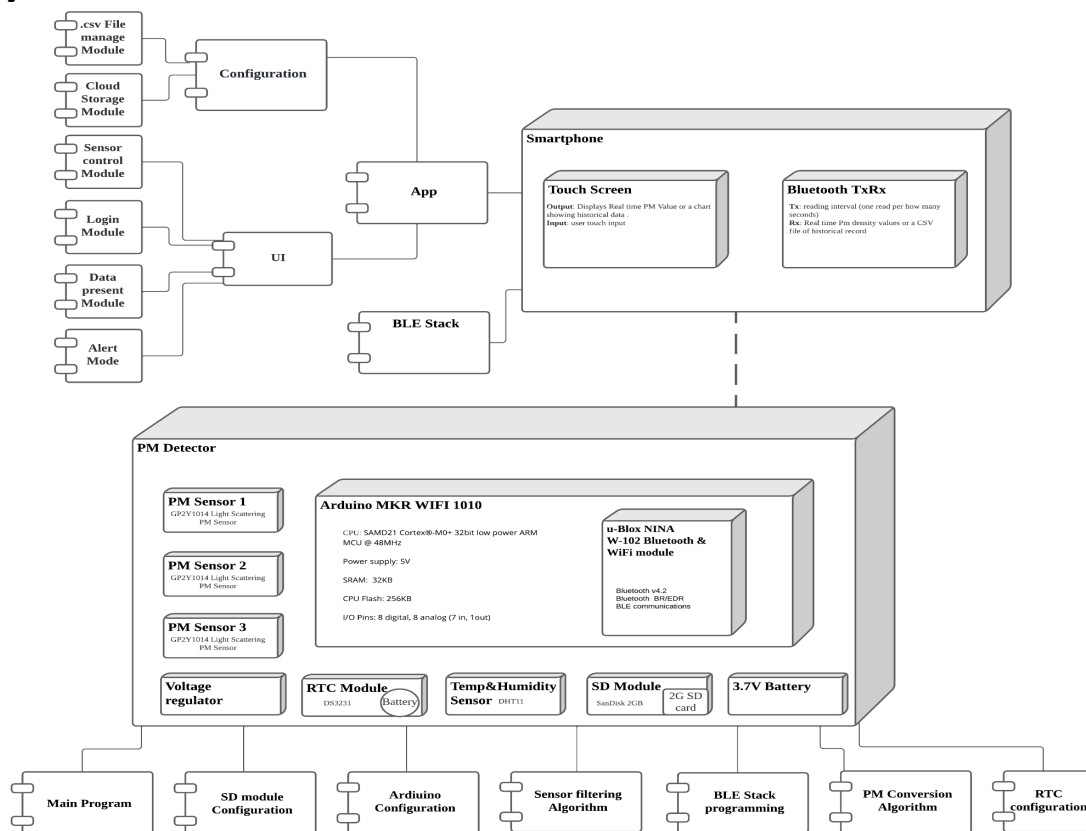 .csv File
manage
Module
Cloud
Storage
Module
Sensor
control
Module
Login
Module
Data
present
Module
Alert
Mode
Configuration
App
UI
BLE Stack
Smartphone
Touch Screen
Output: Displays Real time PM Value or a chart
showing historical data .
Input: user touch input
Bluetooth TxRx
Tx: reading interval (one read per how many
seconds)
Rx: Real time Pm density values or a CSV
file of historical record
PM Detector
PM Sensor 1
GP2Y1014 Light Scattering
PM Sensor
PM Sensor 2
GP2Y1014 Light Scattering
PM Sensor
PM Sensor 3
GP2Y1014 Light Scattering
PM Sensor
Arduino MKR WIFI 1010
CPU: SAMD21 Cortex®-M0+ 32bit low power ARM
MCU @ 48MHz
Power supply: 5V
SRAM: 32KB
CPU Flash: 256KB
I/O Pins: 8 digital, 8 analog (7 in, 1out)
u-Blox NINA
W-102 Bluetooth &
WiFi module
Bluetooth v4.2
Bluetooth BR/EDR
BLE communications
Voltage
regulator
RTC Module
DS3231
Battery
Temp&Humidity
Sensor DHT11
SD Module
SanDisk 2GB
2G SD
card
3.7V Battery
Main Program
SD module
Configuration
Ardiuino
Configuration
Sensor filtering
Algorithm
BLE Stack
programming
PM Conversion
Algorithm
RTC
configuration